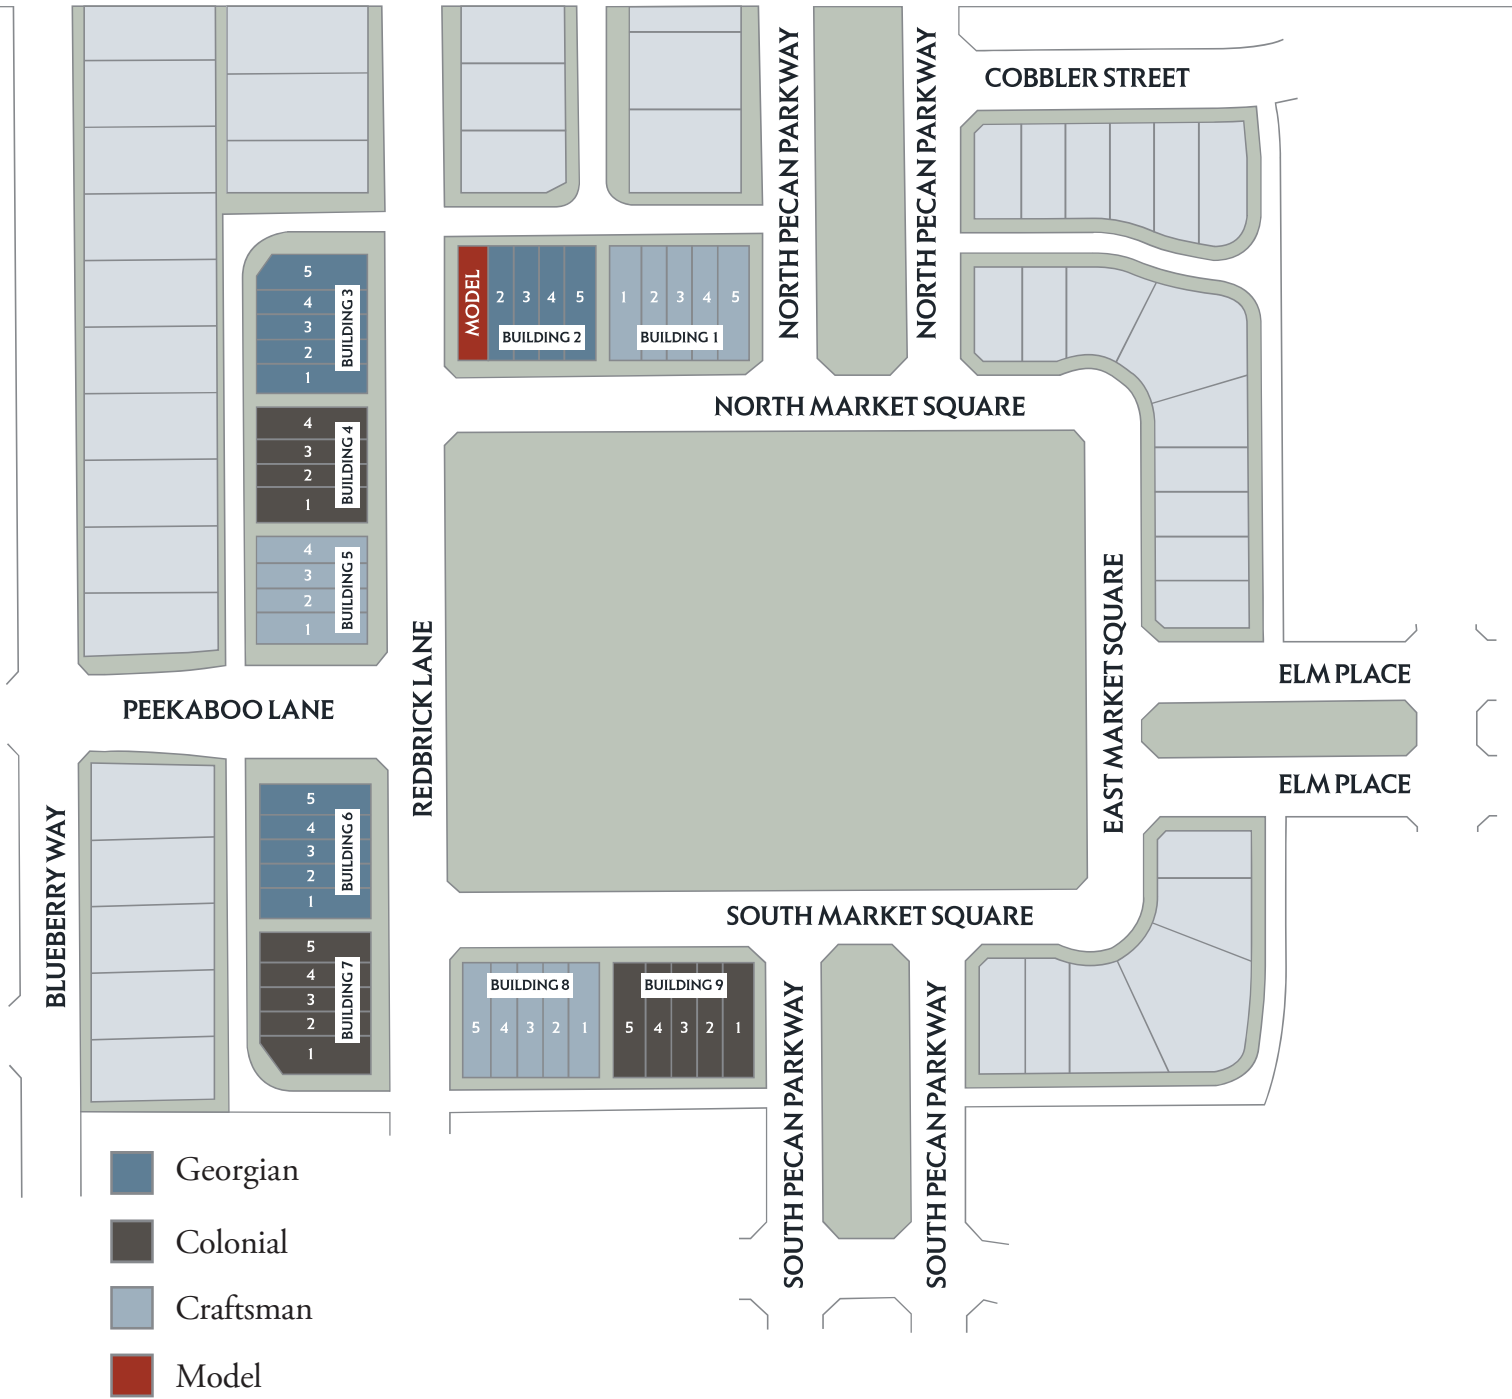 NORTH PECAN PARKWAY
NORTH PECAN PARKWAY
COBBLER STREET
5
4
3
2
1
BUILDING 3
MODEL
2 3 4 5
BUILDING 2
1 2 3 4 5
BUILDING 1
NORTH MARKET SQUARE
4
3
2
1
BUILDING 4
4
3
2
1
BUILDING 5
REDBRICK LANE
EAST MARKET SQUARE
ELM PLACE
PEEKABOO LANE
ELM PLACE
BLUEBERRY WAY
5
4
3
2
1
BUILDING 6
SOUTH MARKET SQUARE
5
4
3
2
1
BUILDING 7
BUILDING 8
5 4 3 2 1
BUILDING 9
5 4 3 2 1
SOUTH PECAN PARKWAY
SOUTH PECAN PARKWAY
Georgian
Colonial
Craftsman
Model